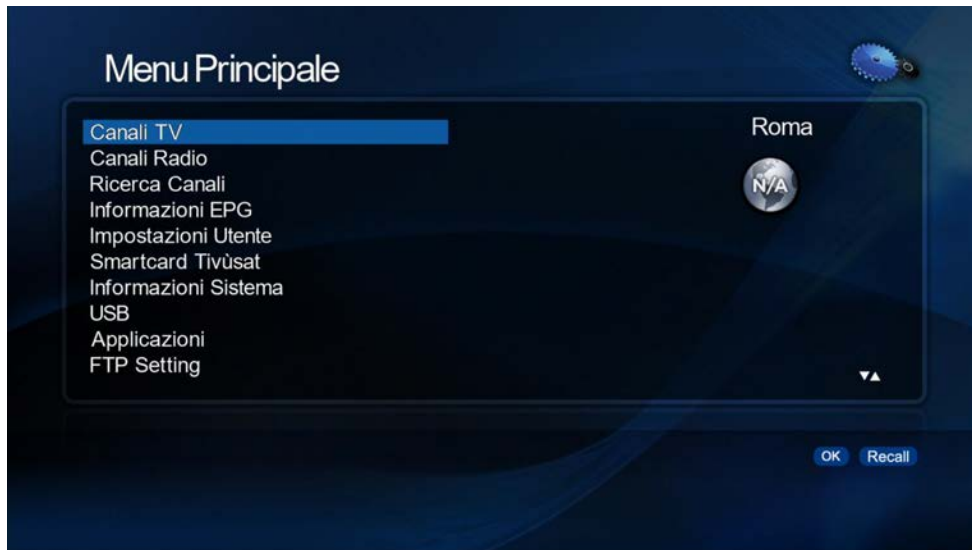 Menu Principale
Canali TV
Roma
Canali Radio
N/A
Ricerca Canali
Informazioni EPG
Impostazioni Utente
Smartcard Tivùsat
Informazioni Sistema
USB
Applicazioni
FTP Setting
OK Recall